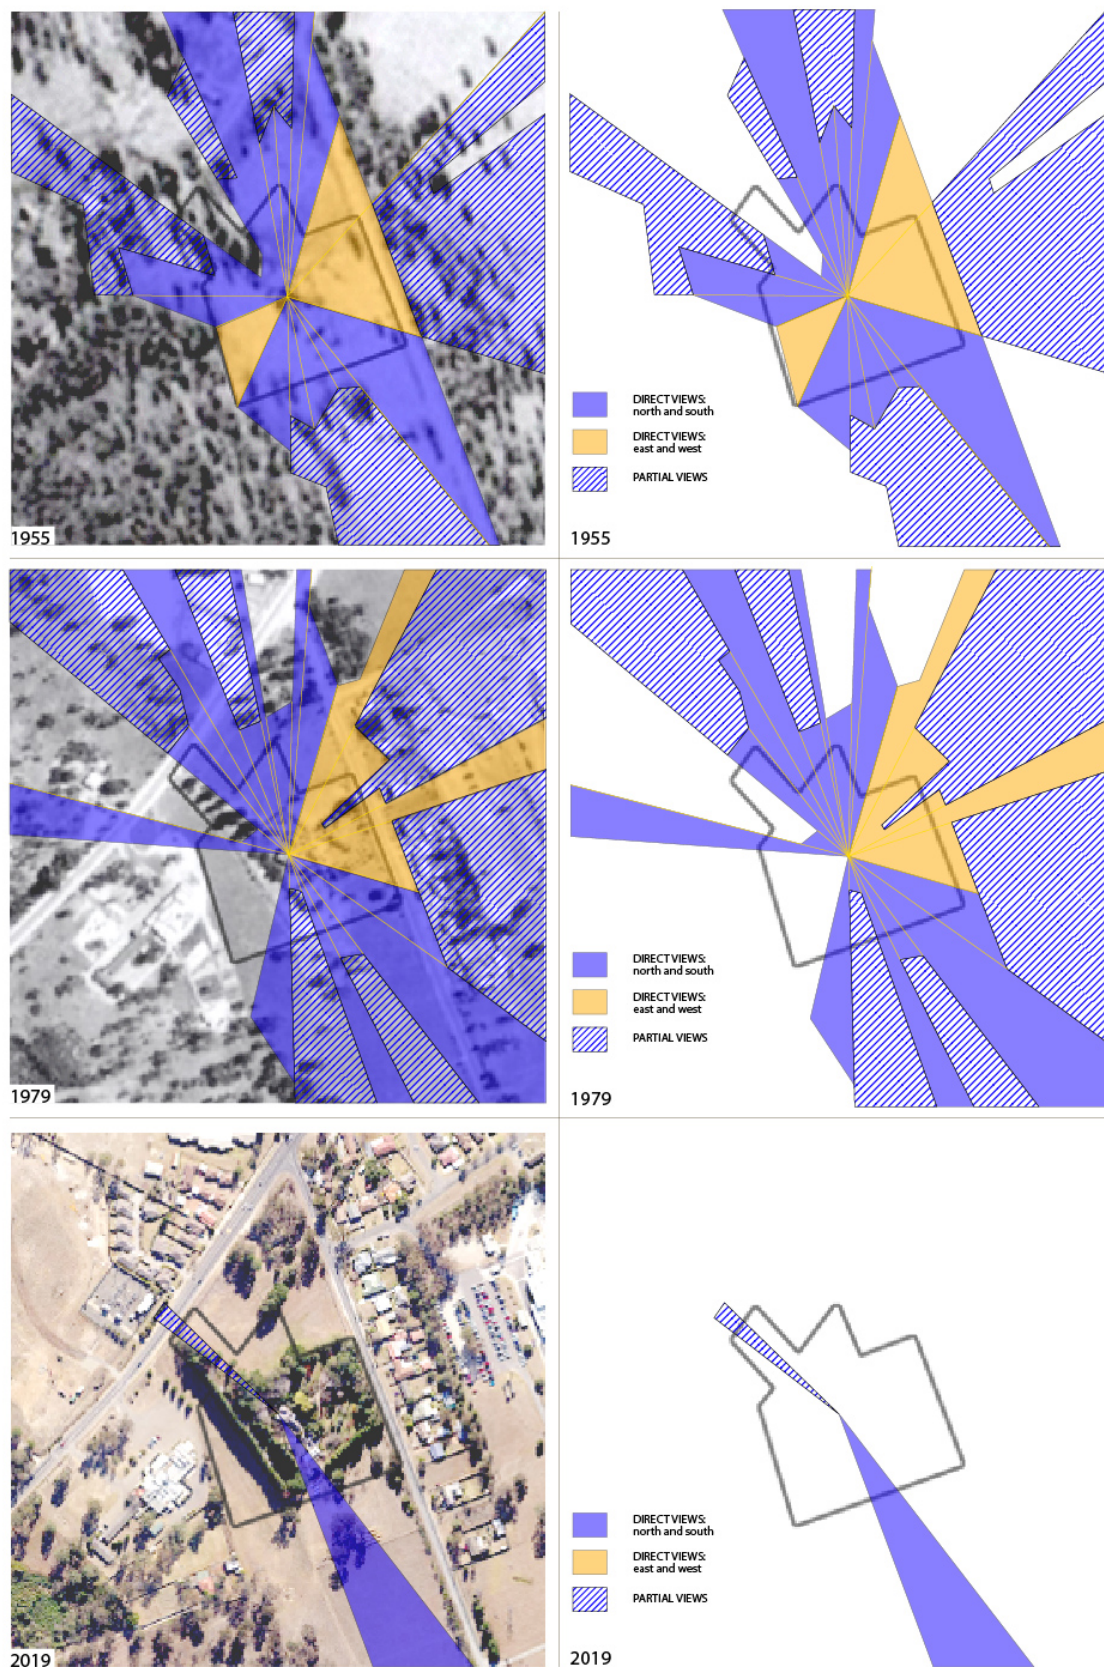 1955
DIRECT VIEWS:
north and south
DIRECT VIEWS:
east and west
PARTIAL VIEWS
1955
1979
DIRECT VIEWS:
north and south
DIRECT VIEWS:
east and west
PARTIAL VIEWS
1979
2019
DIRECT VIEWS:
north and south
DIRECT VIEWS:
east and west
PARTIAL VIEWS
2019